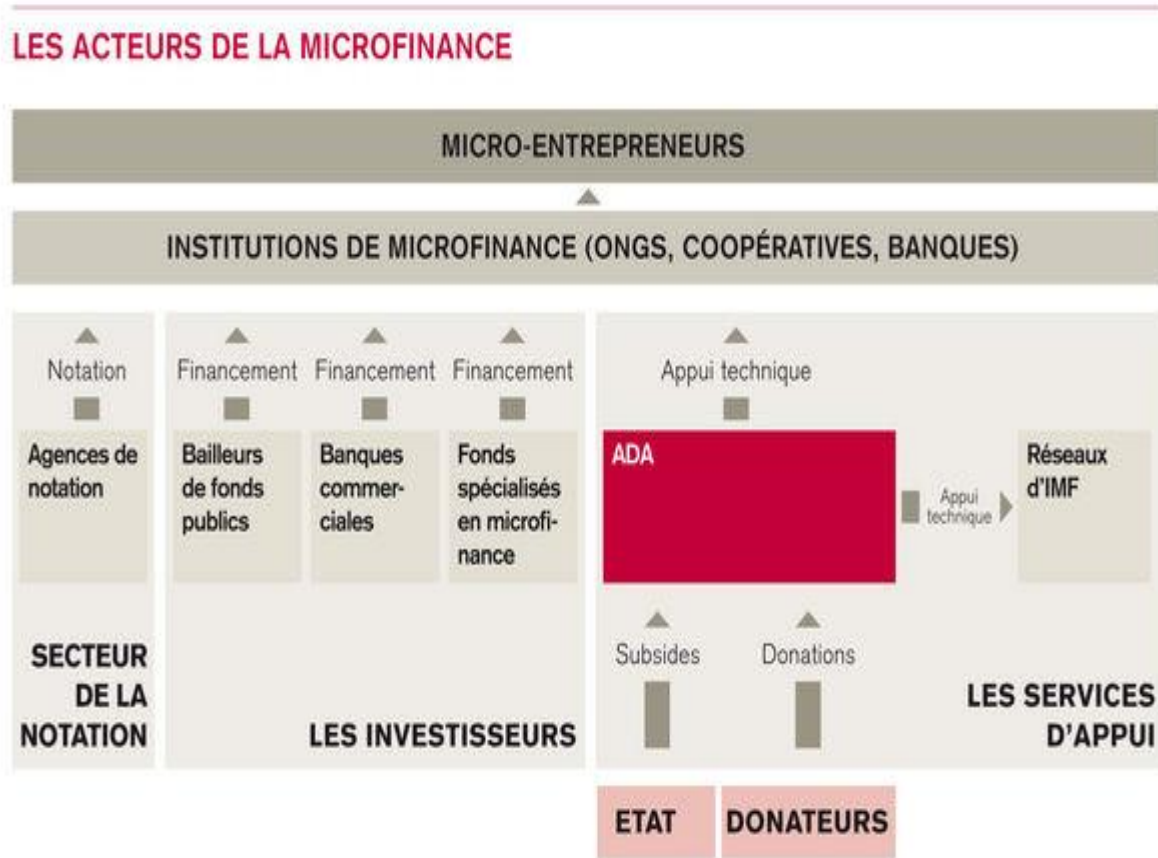 LES ACTEURS DE LA MICROFINANCE
MICRO-ENTREPRENEURS
INSTITUTIONS DE MICROFINANCE (ONGS, COOPÉRATIVES, BANQUES)
Notation
Agences de
notation
SECTEUR
DE LA
NOTATION
Financement
Bailleurs
de fonds
publics
Financement
Banques
commer-
ciales
Financement
Fonds
spécialisés
en microfi-
nance
LES INVESTISSEURS
Appui technique
ADA
Appui
technique
Réseaux
d'IMF
Subsides
Donations
LES SERVICES
D'APPUI
ETAT
DONATEURS